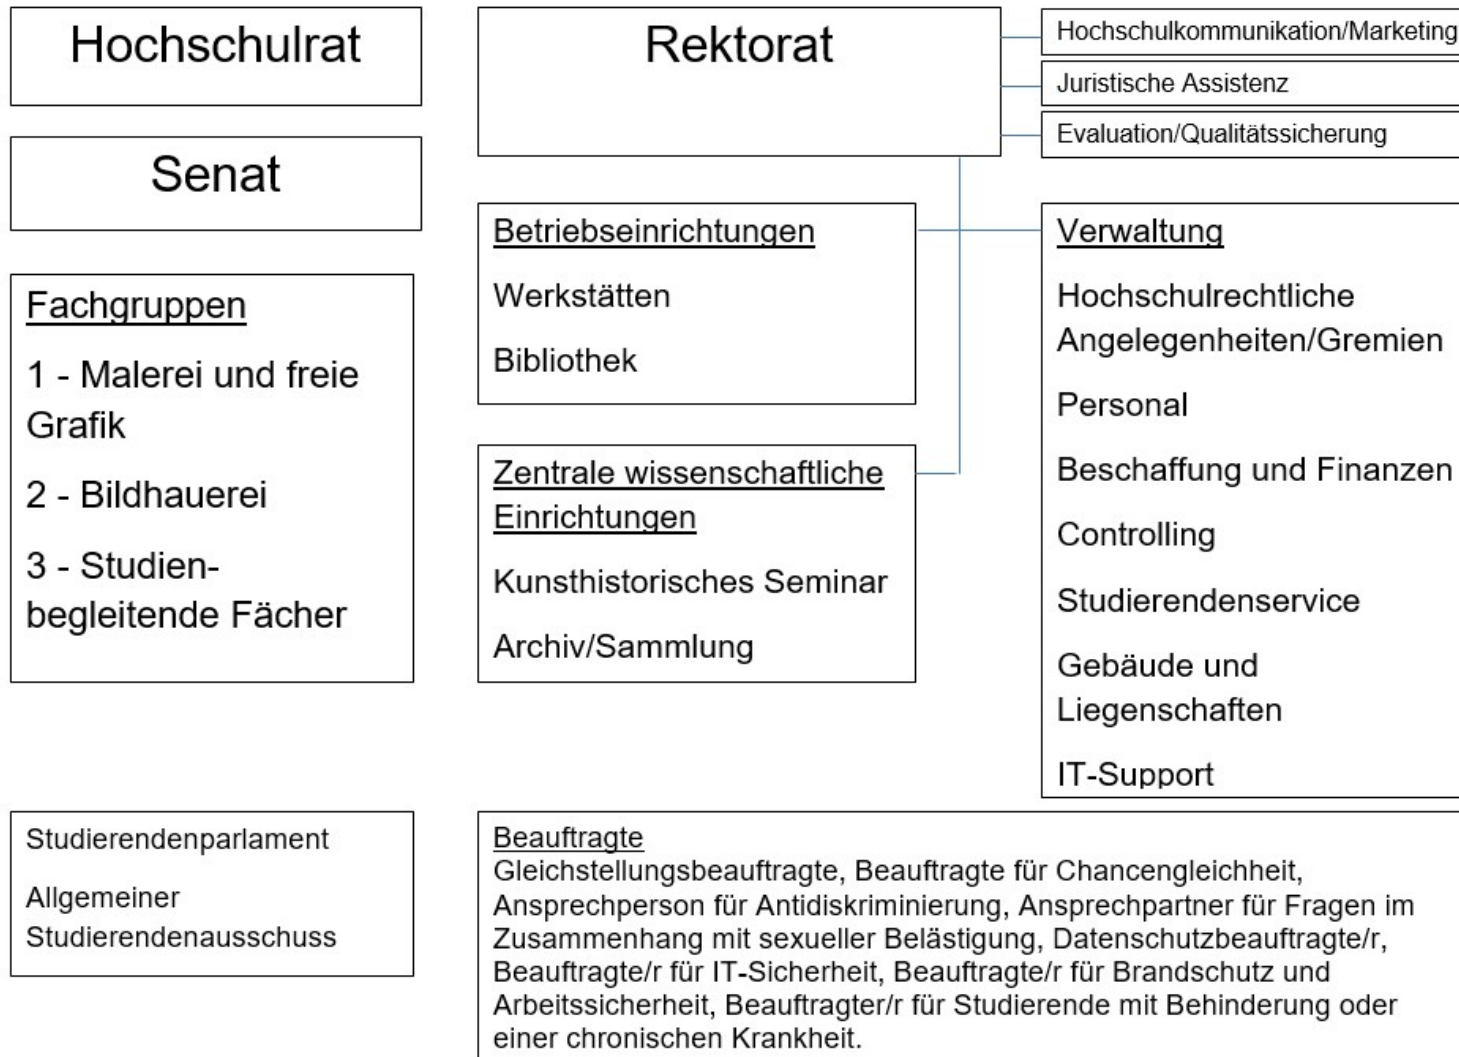 Hochschulrat
Senat
Fachgruppen
1 - Malerei und freie
Grafik
2 - Bildhauerei
3 - Studien-
begleitende Fächer
Rektorat
Hochschulkommunikation/Marketing
Juristische Assistenz
Evaluation/Qualitätssicherung
Betriebseinrichtungen
Werkstätten
Bibliothek
Zentrale wissenschaftliche
Einrichtungen
Kunsthistorisches Seminar
Archiv/Sammlung
Verwaltung
Hochschulrechtliche
Angelegenheiten/Gremien
Personal
Beschaffung und Finanzen
Controlling
Studierendenservice
Gebäude und
Liegenschaften
IT-Support
Studierendenparlament
Allgemeiner
Studierendenausschuss
Beauftragte
Gleichstellungsbeauftragte, Beauftragte für Chancengleichheit,
Ansprechperson für Antidiskriminierung, Ansprechpartner für Fragen im
Zusammenhang mit sexueller Belästigung, Datenschutzbeauftragte/r,
Beauftragte/r für IT-Sicherheit, Beauftragte/r für Brandschutz und
Arbeitssicherheit, Beauftragter/r für Studierende mit Behinderung oder
einer chronischen Krankheit.